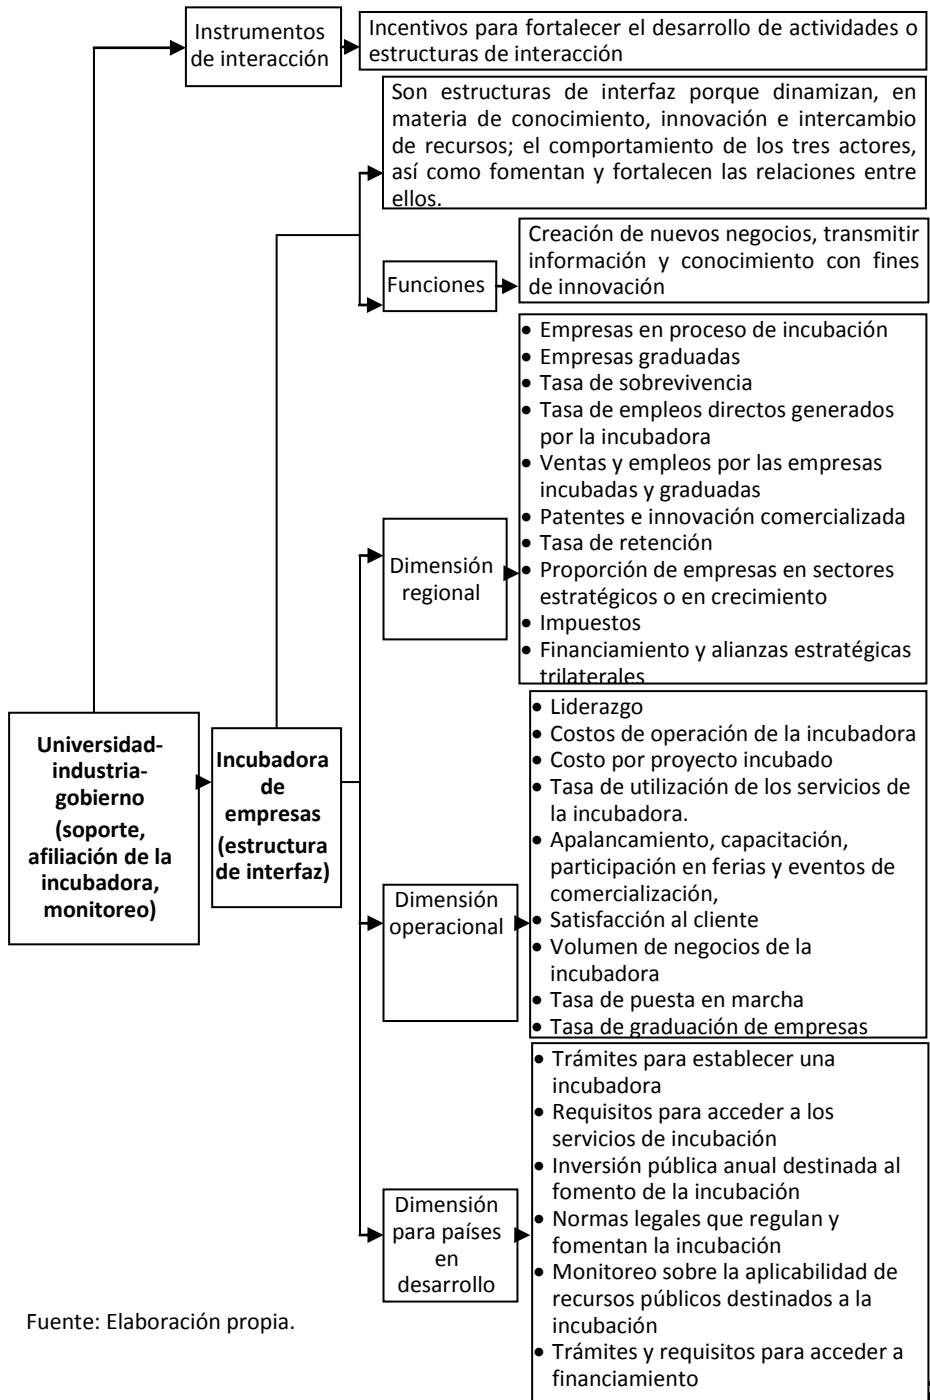 Instrumentos
de interacción
Incentivos para fortalecer el desarrollo de actividades o
estructuras de interacción
Son estructuras de interfaz porque dinamizan, en
materia de conocimiento, innovación e intercambio
de recursos; el comportamiento de los tres actores,
así como fomentan y fortalecen las relaciones entre
ellos.
Funciones
Creación de nuevos negocios, transmitir
información y conocimiento con fines
de innovación
Dimensión
regional
• Empresas en proceso de incubación
• Empresas graduadas
• Tasa de sobrevivencia
• Tasa de empleos directos generados
por la incubadora
• Ventas y empleos por las empresas
incubadas y graduadas
• Patentes e innovación comercializada
• Tasa de retención
• Proporción de empresas en sectores
estratégicos o en crecimiento
• Impuestos
• Financiamiento y alianzas estratégicas
trilaterales
Universidad-
industria-
gobierno
(soporte,
afiliación de la
incubadora,
monitoreo)
Incubadora
de
empresas
(estructura
de interfaz)
Dimensión
operacional
• Liderazgo
• Costos de operación de la incubadora
• Costo por proyecto incubado
• Tasa de utilización de los servicios de
la incubadora.
• Apalancamiento, capacitación,
participación en ferias y eventos de
comercialización,
• Satisfacción al cliente
• Volumen de negocios de la
incubadora
• Tasa de puesta en marcha
• Tasa de graduación de empresas
Dimensión
para países
en
desarrollo
• Trámites para establecer una
incubadora
• Requisitos para acceder a los
servicios de incubación
• Inversión pública anual destinada al
fomento de la incubación
• Normas legales que regulan y
fomentan la incubación
• Monitoreo sobre la aplicabilidad de
recursos públicos destinados a la
incubación
• Trámites y requisitos para acceder a
financiamiento
Fuente: Elaboración propia.